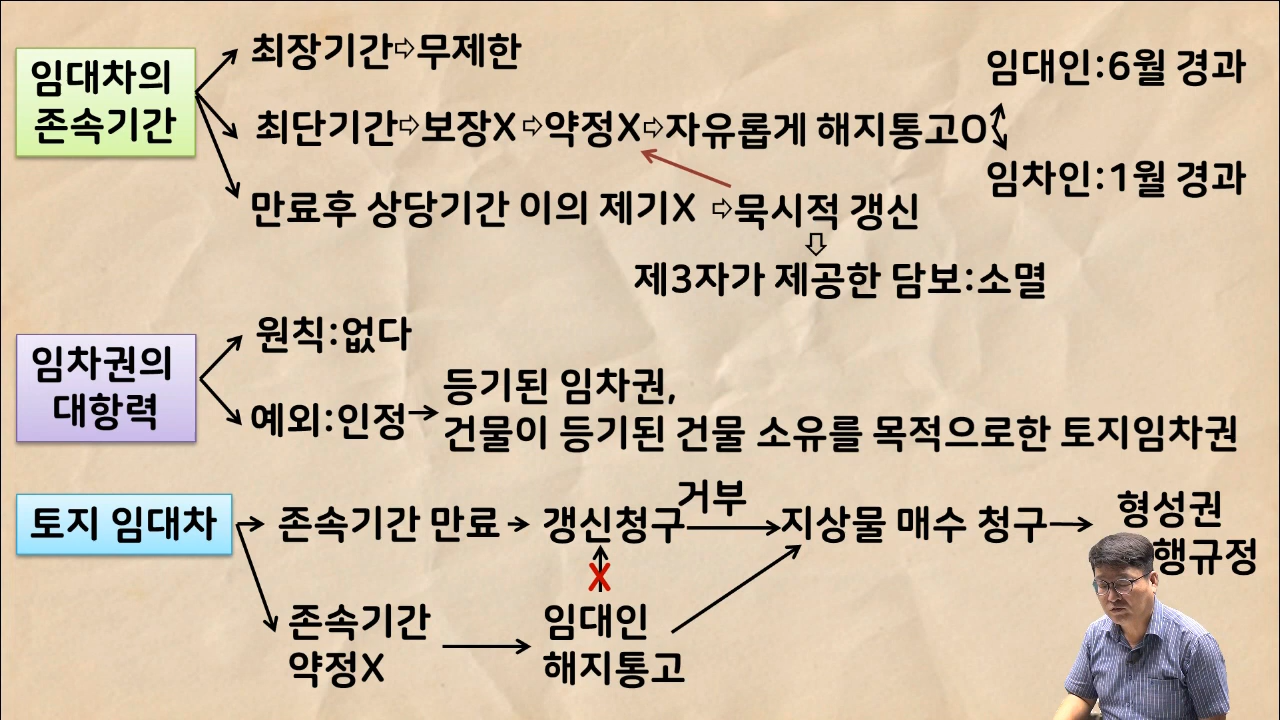 임대차의
존속기간
최장기간⇨무제한
최단기간⇨보장X⇨약정X⇨자유롭게 해지통고O
임대인:6월 경과
임차인:1월 경과
만료후 상당기간 이의 제기X ⇨묵시적 갱신
제3자가 제공한 담보:소멸
임차권의
대항력
원칙:없다
예외:인정
등기된 임차권,
건물이 등기된 건물 소유를 목적으로한 토지임차권
토지 임대차
존속기간 만료
갱신청구
거부
지상물 매수 청구
형성권
행규정
X
존속기간
약정X
임대인
해지통고